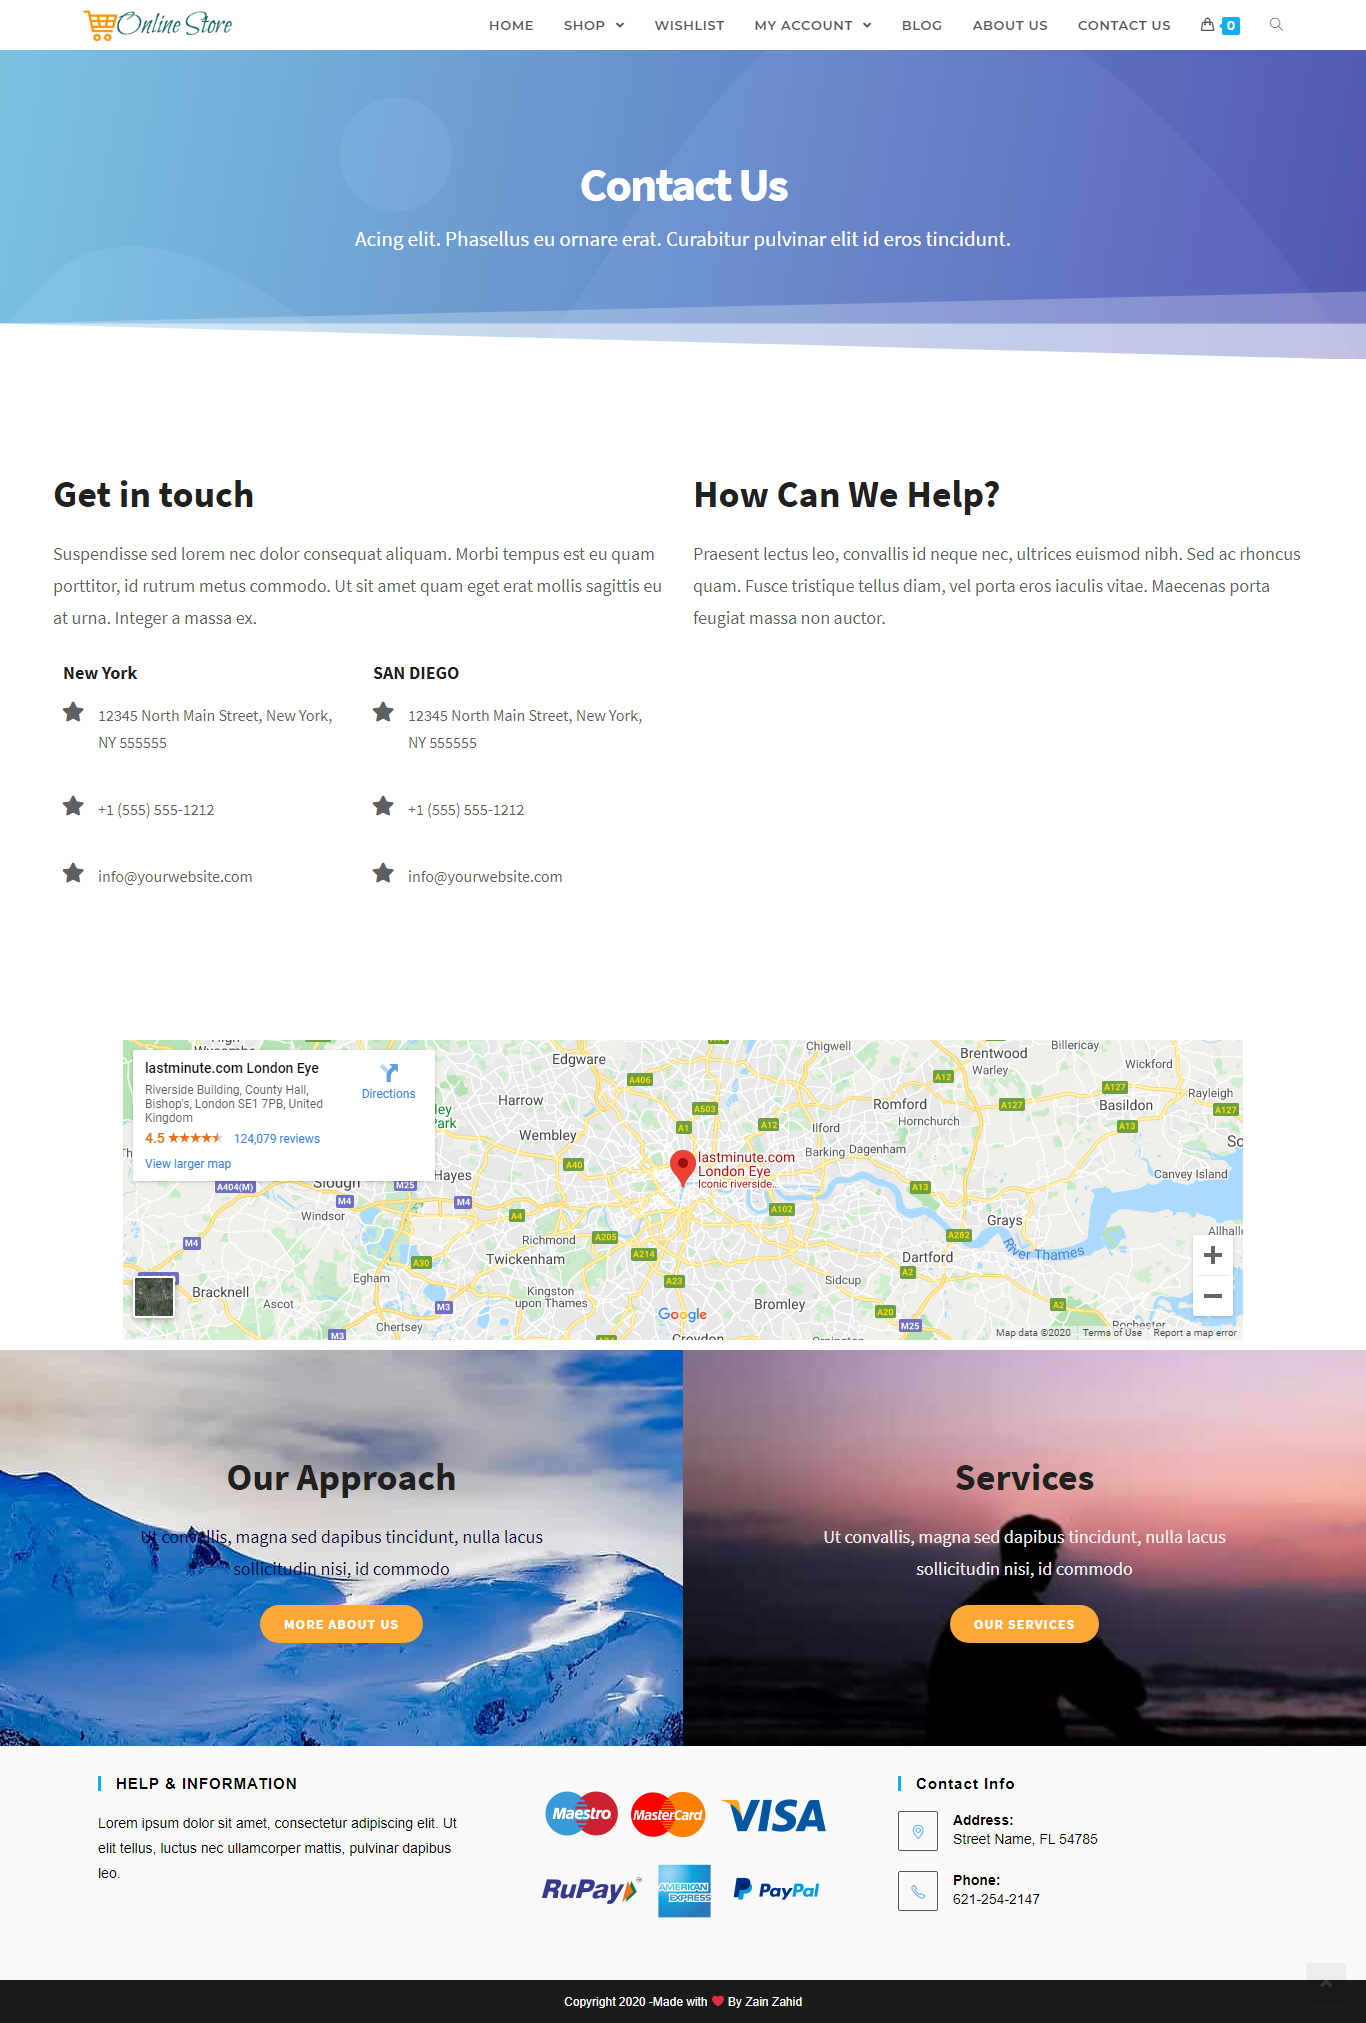 Online Store
HOME SHOP WISHLIST MY ACCOUNT BLOG ABOUT US CONTACT US 0
Contact Us
Acing elit. Phasellus eu ornare erat. Curabitur pulvinar elit id eros tincidunt.
Get in touch
Suspendisse sed lorem nec dolor consequat aliquam. Morbi tempus est eu quam
porttitor, id rutrum metus commodo. Ut sit amet quam eget erat mollis sagittis eu
at urna. Integer a massa ex.
New York
12345 North Main Street, New York,
NY 555555
+1 (555) 555-1212
info@yourwebsite.com
SAN DIEGO
12345 North Main Street, New York,
NY 555555
+1 (555) 555-1212
info@yourwebsite.com
How Can We Help?
Praesent lectus leo, convallis id neque nec, ultrices euismod nibh. Sed ac rhoncus
quam. Fusce tristique tellus diam, vel porta eros iaculis vitae. Maecenas porta
feugiat massa non auctor.
lastminute.com London Eye
Riverside Building, County Hall,
Bishop's, London SE1 7PB, United
Kingdom
4.5 ★★★★ 124,079 reviews
View larger map
Directions
Edgware
Chigwell
Brentwood
Billericay
Warley
Wickford
A406
A12
A127
Rayleigh
Harrow
A503
Romford
A127
Basildon
A127
Wembley
A1
A12
Ilford
Hornchurch
A13
A40
lastminute.com
London Eye
Iconic riverside...
Barking
Dagenham
Canvey Island
Slough
Hayes
A404(M)
M25
M4
M4
A13
Windsor
A4
A102
Grays
M4
Richmond
A205
A282
River Thames
Twickenham
A214
Dartford
A30
Egham
A23
Sidcup
A2
Bracknell
Ascot
Kingston
upon Thames
M3
Google
Bromley
A20
A2
Chertsey
M25
M3
Croydon
Rochester
Map data ©2020 Terms of Use Report a map error
Our Approach
Ut convallis, magna sed dapibus tincidunt, nulla lacus
sollicitudin nisi, id commodo
MORE ABOUT US
Services
Ut convallis, magna sed dapibus tincidunt, nulla lacus
sollicitudin nisi, id commodo
OUR SERVICES
HELP & INFORMATION
Lorem ipsum dolor sit amet, consectetur adipiscing elit. Ut
elit tellus, luctus nec ullamcorper mattis, pulvinar dapibus
leo.
Maestro MasterCard VISA
RuPay AMERICAN EXPRESS PayPal
Contact Info
Address:
Street Name, FL 54785
Phone:
621-254-2147
Copyright 2020 -Made with ❤ By Zain Zahid